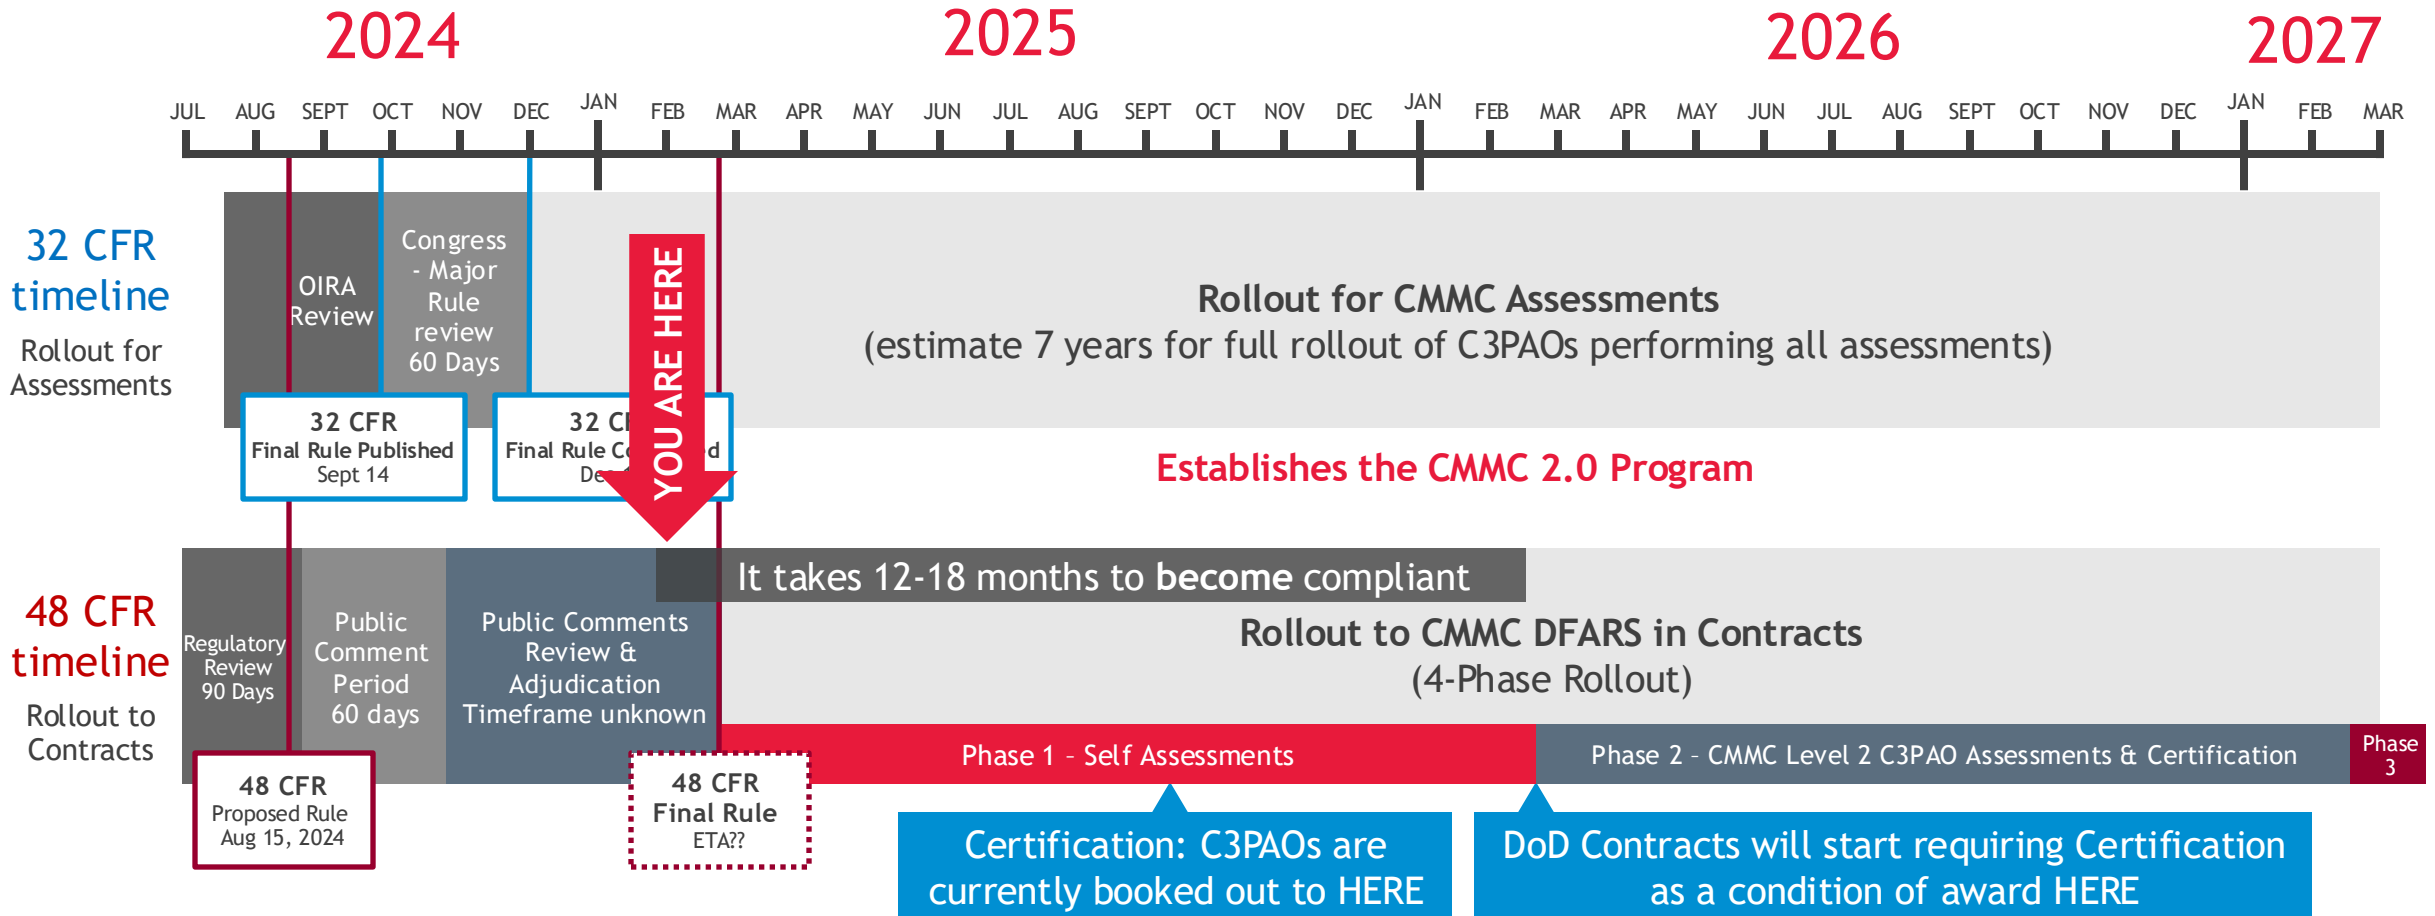 2024
2025
2026
2027
JUL AUG SEPT OCT NOV DEC JAN FEB MAR APR MAY JUN JUL AUG SEPT OCT NOV DEC JAN FEB MAR APR MAY JUN JUL AUG SEPT OCT NOV DEC JAN FEB MAR
32 CFR
timeline
Rollout for
Assessments
OIRA
Review
Congress
- Major
Rule
review
60 Days
YOU ARE HERE
Rollout for CMMC Assessments
(estimate 7 years for full rollout of C3PAOs performing all assessments)
32 CFR
Final Rule Published
Sept 14
32
Final Rule
Establishes the CMMC 2.0 Program
48 CFR
timeline
Rollout to
Contracts
Regulatory
Review
90 Days
Public
Comment
Period
60 days
Public Comments
Review &
Adjudication
Timeframe unknown
It takes 12-18 months to become compliant
Rollout to CMMC DFARS in Contracts
(4-Phase Rollout)
Phase 1 – Self Assessments
Phase 2 – CMMC Level 2 C3PAO Assessments & Certification
Phase
3
48 CFR
Proposed Rule
Aug 15, 2024
48 CFR
Final Rule
ETA??
Certification: C3PAOs are
currently booked out to HERE
DoD Contracts will start requiring Certification
as a condition of award HERE